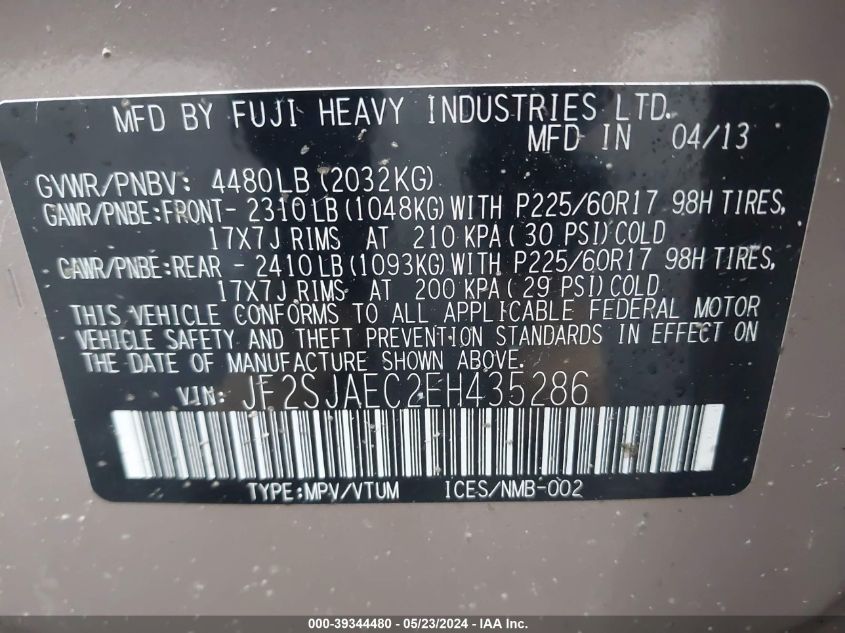 MFD BY FUJI HEAVY INDUSTRIES LTD.
MFD IN 04/13
GVWR/PNBV: 4480LB (2032KG)
GAWR/PNBE:FRONT- 2310LB(1048KG)WITH P225/60R17 98H TIRES,
17X7J RIMS AT 210 KPA( 30 PSI)COLD
GAWR/PNBE:REAR - 2410LB(1093KG)WITH P225/60R17 98H TIRES,
17X7J RIMS AT 200 KPA( 29 PSI)COLD
THIS VEHICLE CONFORMS TO ALL APPLICABLE FEDERAL MOTOR
VEHICLE SAFETY AND THEFT PREVENTION STANDARDS IN EFFECT ON
THE DATE OF MANUFACTURE SHOWN ABOVE.
VIN: JF2SJAEC2EH435286
TYPE:MPV/VTUM ICES/NMB-002
000-39344480 - 05/23/2024 - IAA Inc.